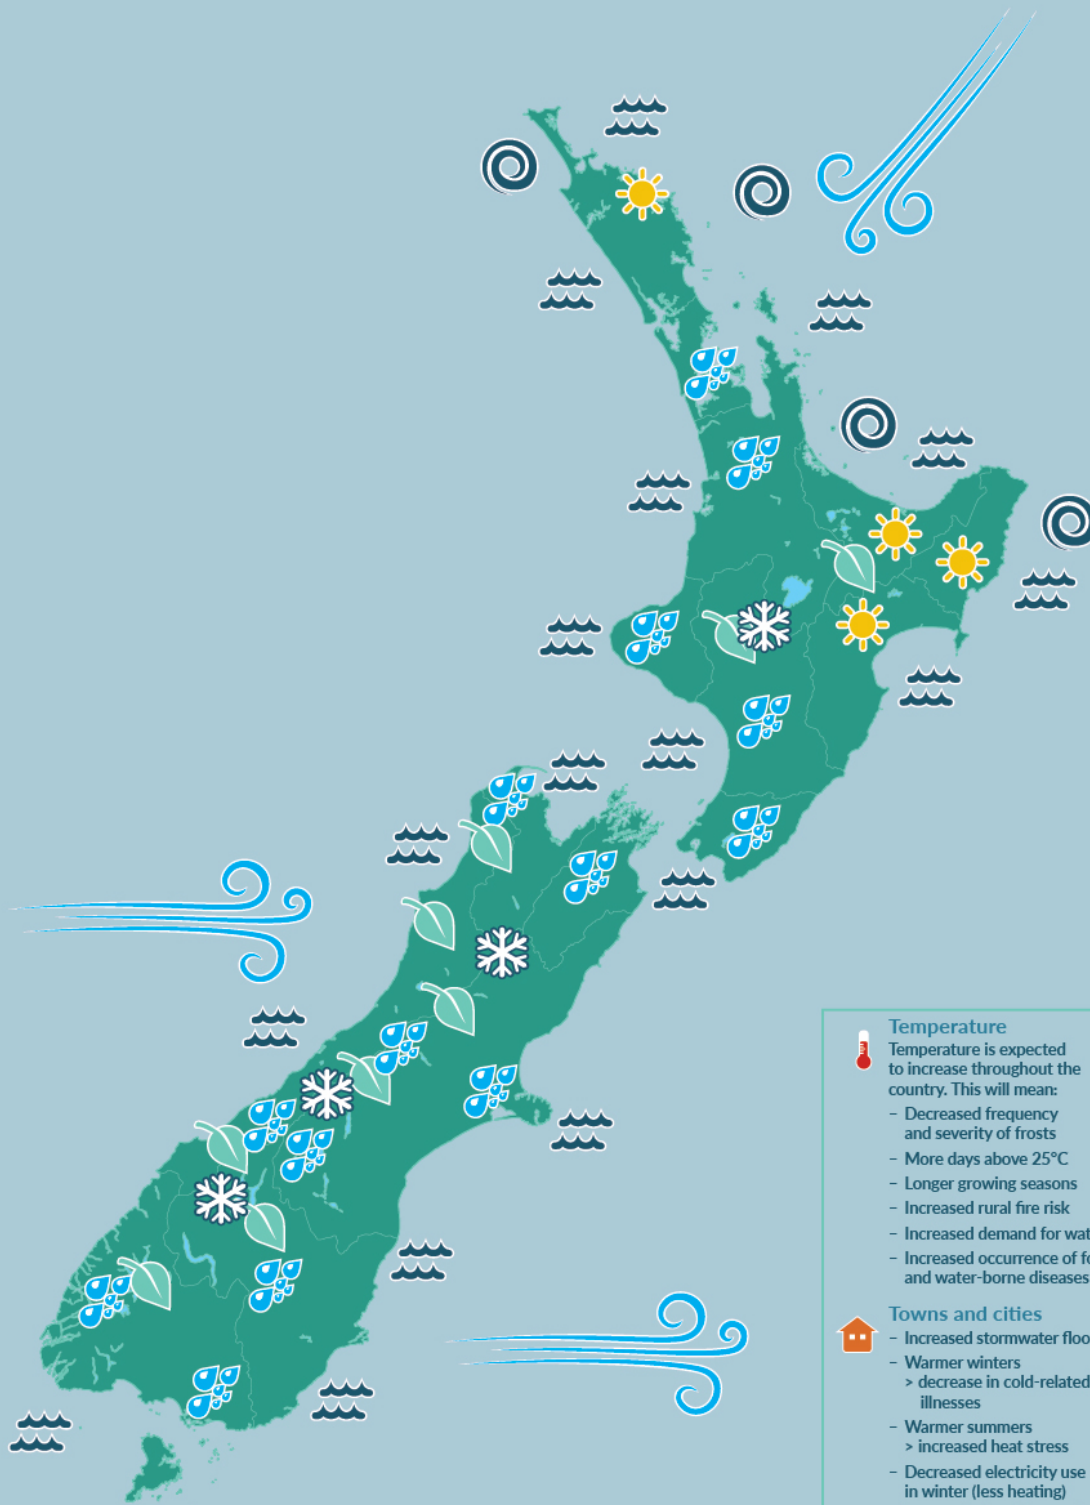 Temperature
Temperature is expected
to increase throughout the
country. This will mean:
– Decreased frequency
and severity of frosts
– More days above 25°C
– Longer growing seasons
– Increased rural fire risk
– Increased demand for
– Increased occurrence of
and water-borne diseases
Towns and cities
– Increased stormwater
– Warmer winters
> decrease in cold-related
illnesses
– Warmer summers
> increased heat stress
– Decreased electricity use
in winter (less heating)